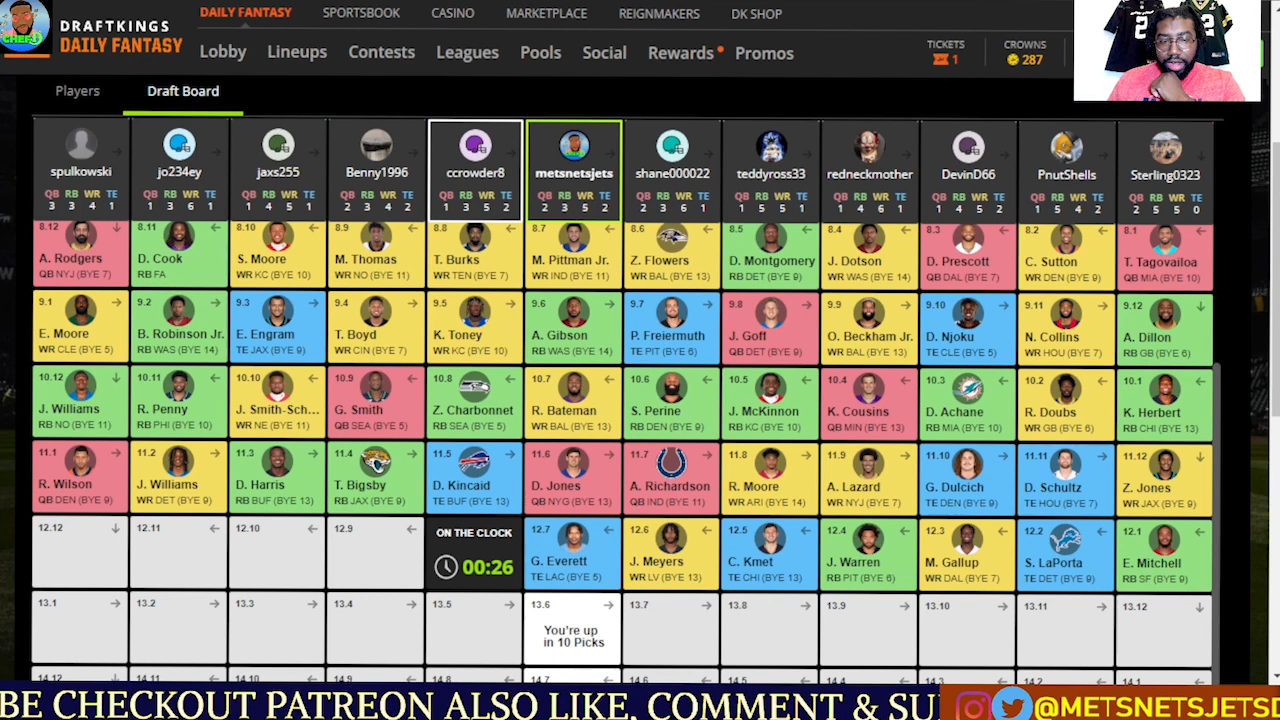 DAILY FANTASY SPORTSBOOK CASINO MARKETPLACE REIGNMAKERS DK SHOP
DRAFTKINGS
DAILY FANTASY
CHEF
Lobby Lineups Contests Leagues Pools Social Rewards Promos
TICKETS CROWNS
1 287
Players Draft Board
spulkowski jo234ey jaxs255 Benny1996 ccrowder8 metsnetsjets shane000022 teddyross33 redneckmother DevinD66 PnutShells Sterling0323
QB RB WR TE QB RB WR TE QB RB WR TE QB RB WR TE QB RB WR TE QB RB WR TE QB RB WR TE QB RB WR TE QB RB WR TE QB RB WR TE QB RB WR TE QB RB WR TE
3 3 4 1 1 3 6 1 1 4 5 1 2 3 4 2 1 3 5 2 2 3 5 2 2 3 6 1 1 5 5 1 1 4 6 1 1 4 5 2 1 5 4 2 2 5 5 0
8.12 8.11 8.10 8.9 8.8 8.7 8.6 8.5 8.4 8.3 8.2 8.1
A. Rodgers D. Cook S. Moore M. Thomas T. Burks M. Pittman Jr. Z. Flowers D. Montgomery J. Dotson D. Prescott C. Sutton T. Tagovailoa
QB NYJ (BYE 7) RB FA WR KC (BYE 10) WR NO (BYE 11) WR TEN (BYE 7) WR IND (BYE 11) WR BAL (BYE 13) RB DET (BYE 9) WR WAS (BYE 14) QB DAL (BYE 7) WR DEN (BYE 9) QB MIA (BYE 10)
9.1 9.2 9.3 9.4 9.5 9.6 9.7 9.8 9.9 9.10 9.11 9.12
E. Moore B. Robinson Jr. E. Engram T. Boyd K. Toney A. Gibson P. Freiermuth J. Goff O. Beckham Jr. D. Njoku N. Collins A. Dillon
WR CLE (BYE 5) RB WAS (BYE 14) TE JAX (BYE 9) WR CIN (BYE 7) WR KC (BYE 10) RB WAS (BYE 14) TE PIT (BYE 6) QB DET (BYE 9) WR BAL (BYE 13) TE CLE (BYE 5) WR HOU (BYE 7) RB GB (BYE 6)
10.12 10.11 10.10 10.9 10.8 10.7 10.6 10.5 10.4 10.3 10.2 10.1
J. Williams R. Penny J. Smith-Sch... G. Smith Z. Charbonnet R. Bateman S. Perine J. McKinnon K. Cousins D. Achane R. Doubs K. Herbert
RB NO (BYE 11) RB PHI (BYE 10) WR NE (BYE 11) QB SEA (BYE 5) RB SEA (BYE 5) WR BAL (BYE 13) RB DEN (BYE 9) RB KC (BYE 10) QB MIN (BYE 13) RB MIA (BYE 10) WR GB (BYE 6) RB CHI (BYE 13)
11.1 11.2 11.3 11.4 11.5 11.6 11.7 11.8 11.9 11.10 11.11 11.12
R. Wilson J. Williams D. Harris T. Bigsby D. Kincaid D. Jones A. Richardson R. Moore A. Lazard G. Dulcich D. Schultz Z. Jones
QB DEN (BYE 9) WR DET (BYE 9) RB BUF (BYE 13) RB JAX (BYE 9) TE BUF (BYE 13) QB NYG (BYE 13) QB IND (BYE 11) WR ARI (BYE 14) WR NYJ (BYE 7) TE DEN (BYE 9) TE HOU (BYE 7) WR JAX (BYE 9)
12.12 12.11 12.10 12.9 ON THE CLOCK 12.7 12.6 12.5 12.4 12.3 12.2 12.1
00:26 G. Everett J. Meyers C. Kmet J. Warren M. Gallup S. LaPorta E. Mitchell
TE LAC (BYE 5) WR LV (BYE 13) TE CHI (BYE 13) RB PIT (BYE 6) WR DAL (BYE 7) TE DET (BYE 9) RB SF (BYE 9)
13.1 13.2 13.3 13.4 13.5 13.6 13.7 13.8 13.9 13.10 13.11 13.12
You're up
in 10 Picks
14.12 14.11 14.10 14.9 14.8 14.7 14.6 14.5 14.4 14.3 14.2 14.1
BE CHECKOUT PATREON ALSO LIKE, COMMENT & SU
@METSNETSJETS